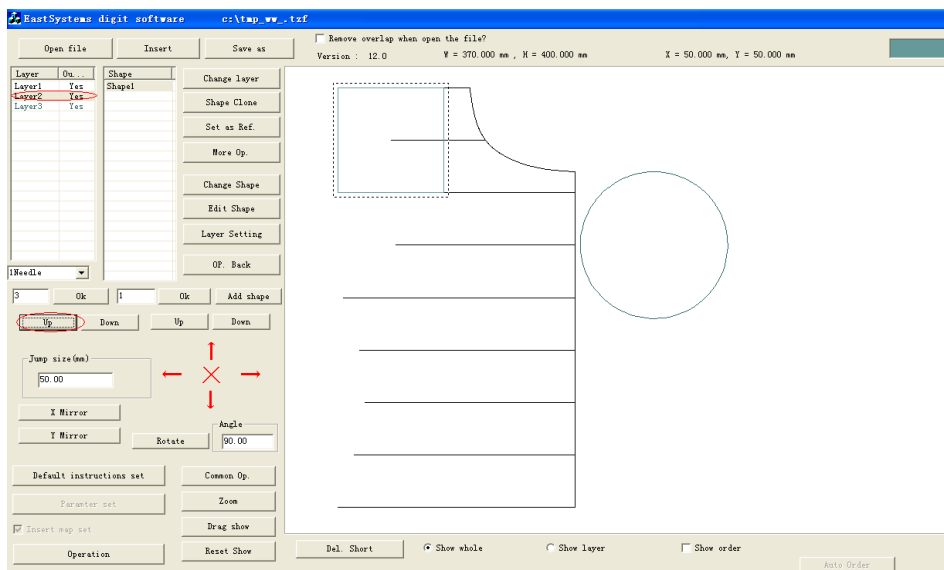 EastSystems digit software c:\tmp_ww_.tzf
Open file Insert Save as
Remove overlap when open the file?
Version : 12.0 W = 370.000 mm , H = 400.000 mm X = 50.000 mm, Y = 50.000 mm
Layer Ou... Shape
Layer1 Yes Shape1
Layer2 Yes
Layer3 Yes
Change layer
Shape Clone
Set as Ref.
More Op.
Change Shape
Edit Shape
Layer Setting
OP. Back
1Needle
3 Ok 1 Ok Add shape
Up Down Up Down
Jump size(mm)
50.00
X Mirror
Y Mirror
Rotate
Angle
90.00
Default instructions set Common Op.
Paramter set Zoom
Insert map set Drag show
Operation Reset Show
Del. Short Show whole Show layer Show order
Auto Order